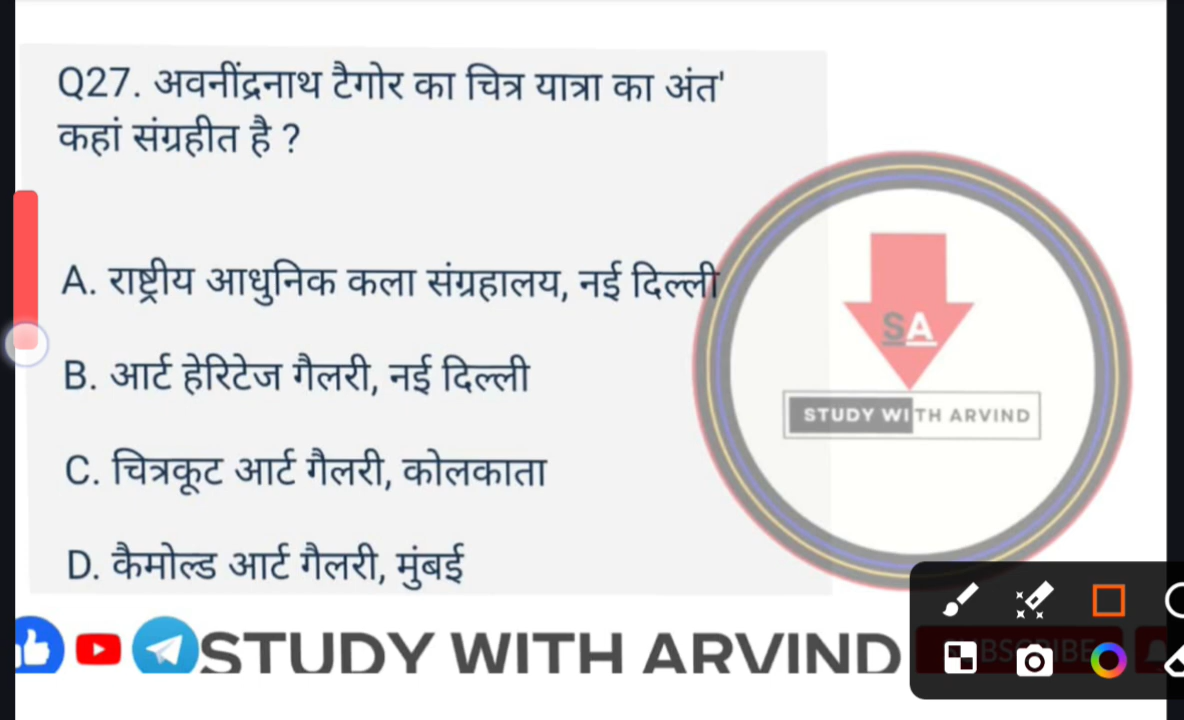 Q27. अवनींद्रनाथ टैगोर का चित्र यात्रा का अंत'
कहां संग्रहीत है ?
A. राष्ट्रीय आधुनिक कला संग्रहालय, नई दिल्ली
B. आर्ट हेरिटेज गैलरी, नई दिल्ली
C. चित्रकूट आर्ट गैलरी, कोलकाता
D. कैमोल्ड आर्ट गैलरी, मुंबई
SA
STUDY WITH ARVIND
STUDY WITH ARVIND
SUBSCRIBE